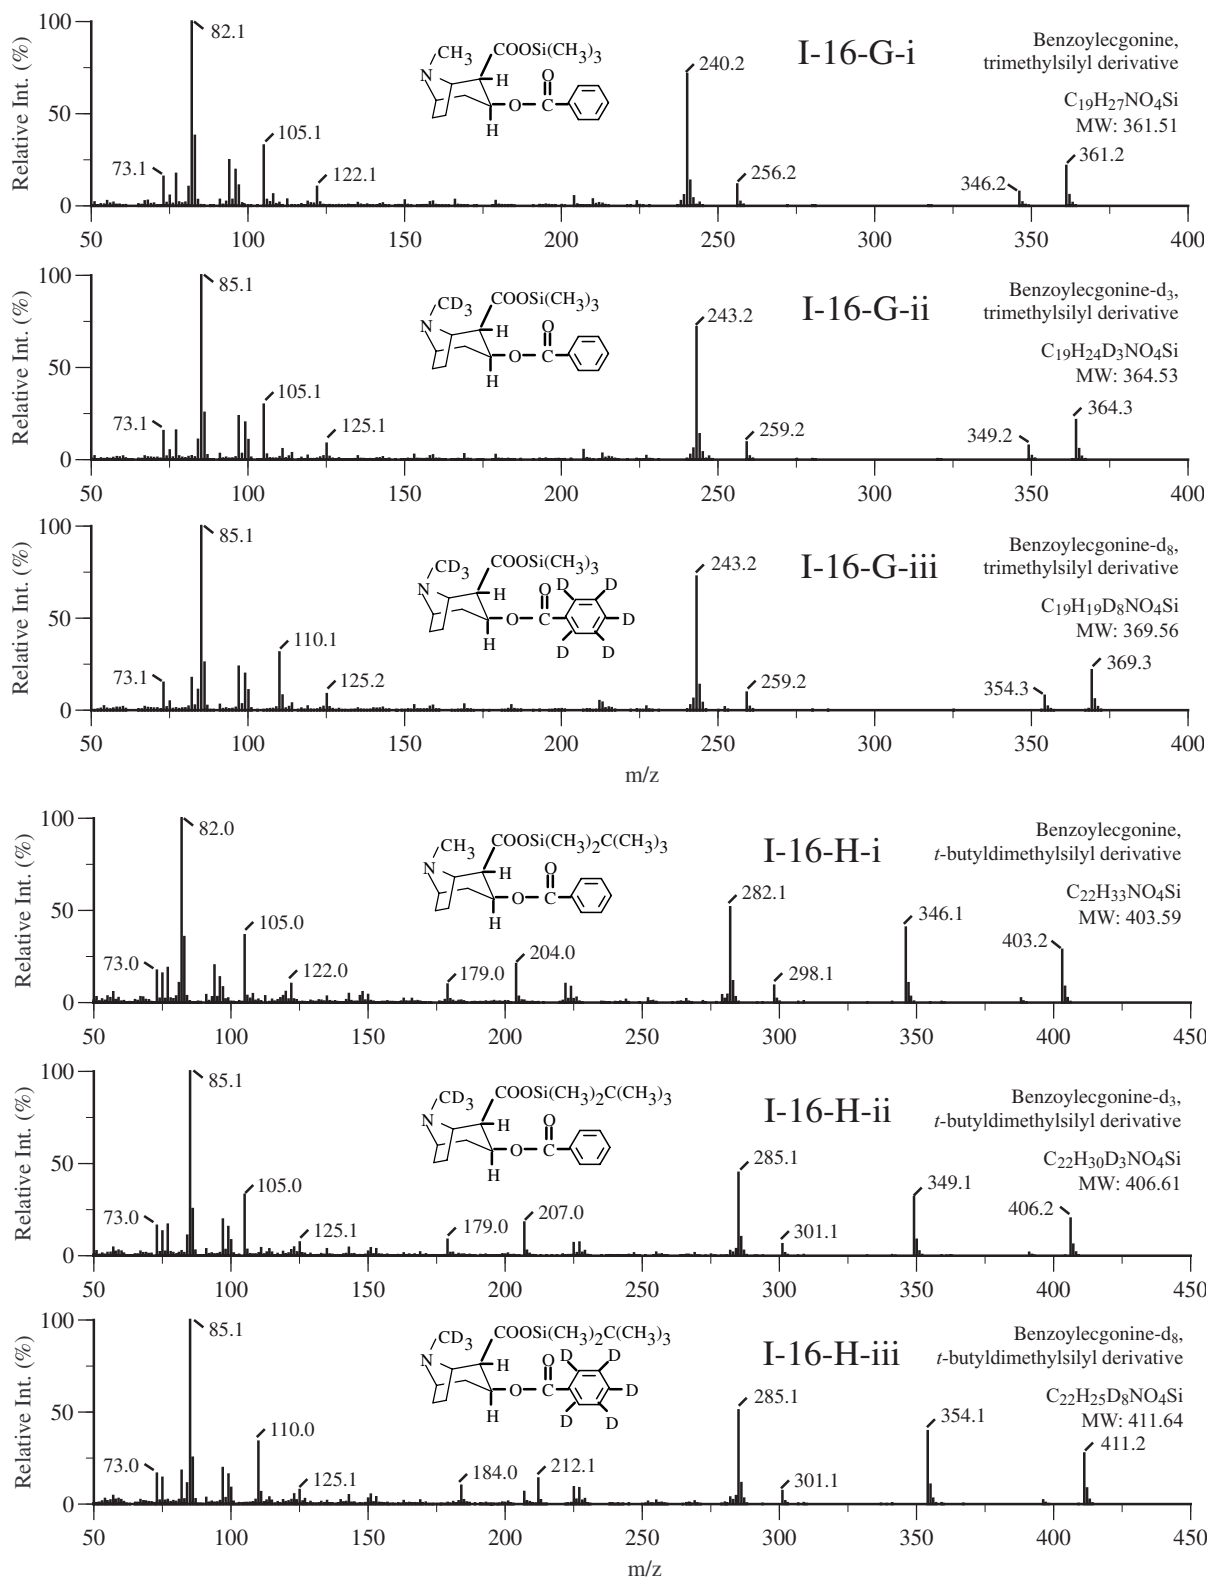 I-16-G-i
Benzoylecgonine,
trimethylsilyl derivative
C19H27NO4Si
MW: 361.51
Relative Int. (%)
100
50
0
82.1
73.1
105.1
122.1
240.2
256.2
346.2
361.2
N
CH3
COOSi(CH3)3
H
O
O
C
H
50 100 150 200 250 300 350 400
I-16-G-ii
Benzoylecgonine-d3,
trimethylsilyl derivative
C19H24D3NO4Si
MW: 364.53
Relative Int. (%)
100
50
0
85.1
73.1
105.1
125.1
243.2
259.2
349.2
364.3
N
CD3
COOSi(CH3)3
H
O
O
C
H
50 100 150 200 250 300 350 400
I-16-G-iii
Benzoylecgonine-d8,
trimethylsilyl derivative
C19H19D8NO4Si
MW: 369.56
Relative Int. (%)
100
50
0
85.1
73.1
110.1
125.2
243.2
259.2
354.3
369.3
N
CD3
COOSi(CH3)3
H
O
D D
O
C
D
H
D D
50 100 150 200 250 300 350 400
m/z
I-16-H-i
Benzoylecgonine,
t-butyldimethylsilyl derivative
C22H33NO4Si
MW: 403.59
Relative Int. (%)
100
50
0
82.0
73.0
105.0
122.0
179.0
204.0
282.1
298.1
346.1
403.2
N
CH3
COOSi(CH3)2C(CH3)3
H
O
O
C
H
50 100 150 200 250 300 350 400 450
I-16-H-ii
Benzoylecgonine-d3,
t-butyldimethylsilyl derivative
C22H30D3NO4Si
MW: 406.61
Relative Int. (%)
100
50
0
85.1
73.0
105.0
125.1
179.0
207.0
285.1
301.1
349.1
406.2
N
CD3
COOSi(CH3)2C(CH3)3
H
O
O
C
H
50 100 150 200 250 300 350 400 450
I-16-H-iii
Benzoylecgonine-d8,
t-butyldimethylsilyl derivative
C22H25D8NO4Si
MW: 411.64
Relative Int. (%)
100
50
0
85.1
73.0
110.0
125.1
184.0
212.1
285.1
301.1
354.1
411.2
N
CD3
COOSi(CH3)2C(CH3)3
H
O
D D
O
C
D
H
D D
50 100 150 200 250 300 350 400 450
m/z